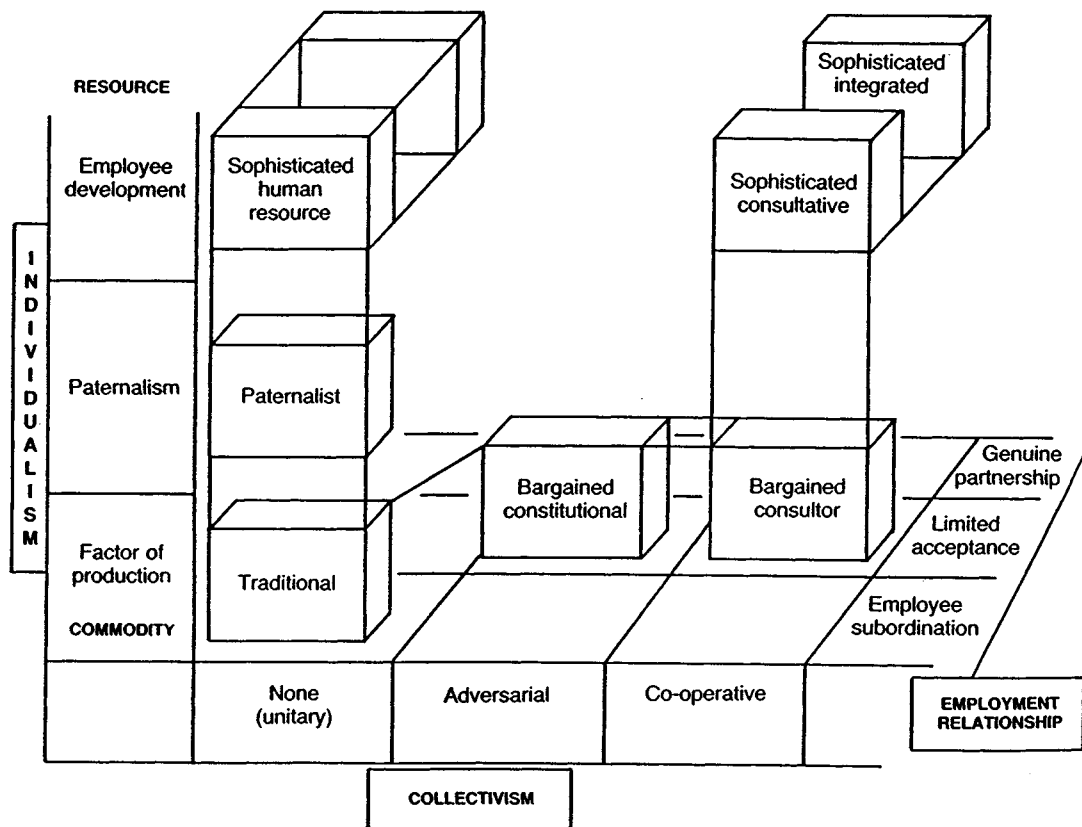 RESOURCE
Employee
development
Sophisticated
human
resource
Sophisticated
integrated
Sophisticated
consultative
INDIVIDUALISM
Paternalism
Paternalist
Factor of
production
COMMODITY
Traditional
Bargained
constitutional
Bargained
consultor
Genuine
partnership
Limited
acceptance
Employee
subordination
None
(unitary)
Adversarial
Co-operative
EMPLOYMENT
RELATIONSHIP
COLLECTIVISM